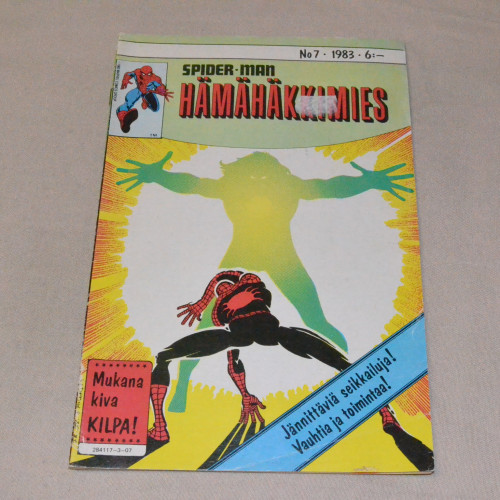 No 7 · 1983 · 6:–
SPIDER-MAN
HÄMÄHÄKKIMIES
Mukana
kiva
KILPA!
Jännittäviä seikkailuja!
Vauhtia ja toimintaa!
284117-3-07